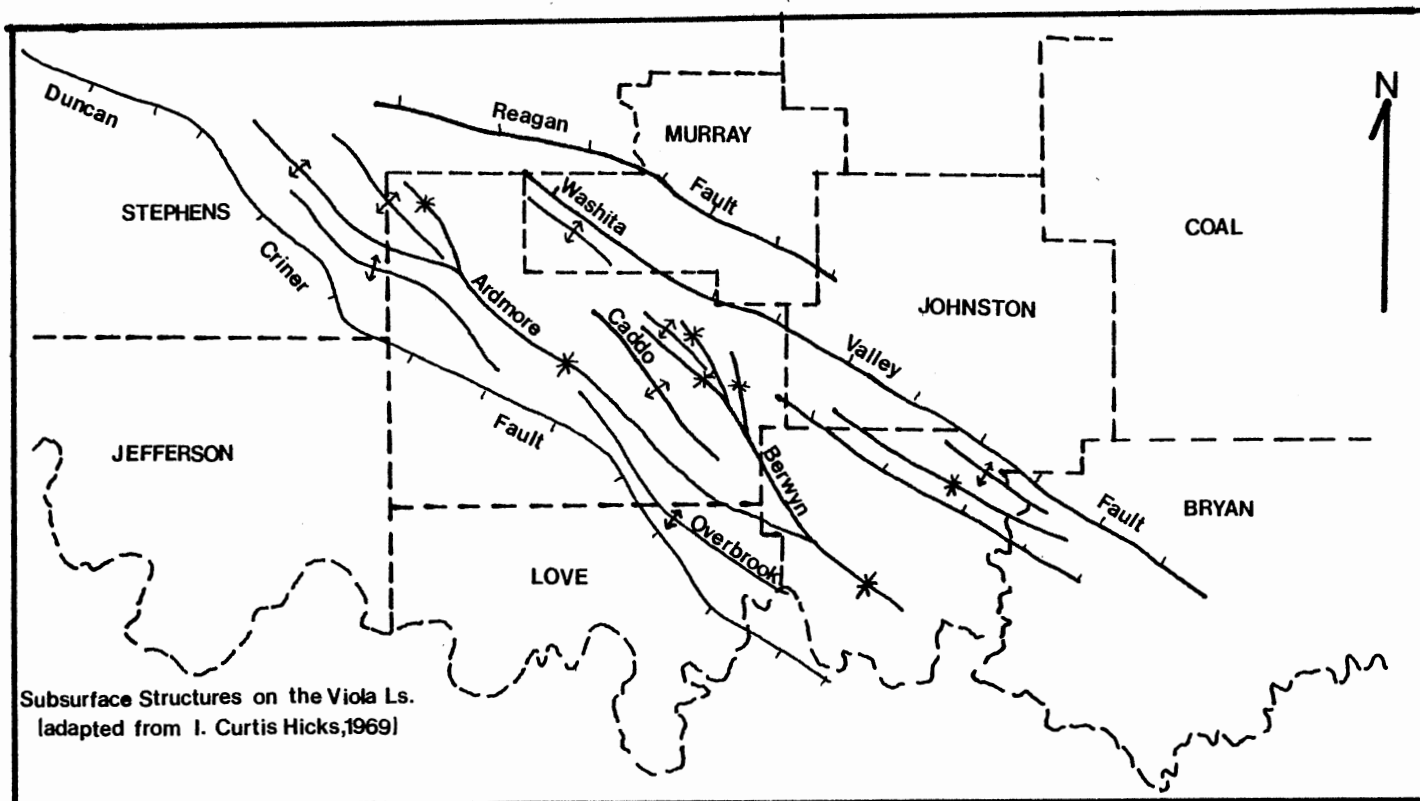 N
Duncan
Reagan
MURRAY
Fault
Washita
STEPHENS
COAL
Criner
Ardmore
JOHNSTON
Caddo
Valley
Fault
JEFFERSON
Berwyn
Fault
BRYAN
Overbrook
LOVE
Subsurface Structures on the Viola Ls.
(adapted from I. Curtis Hicks,1969)